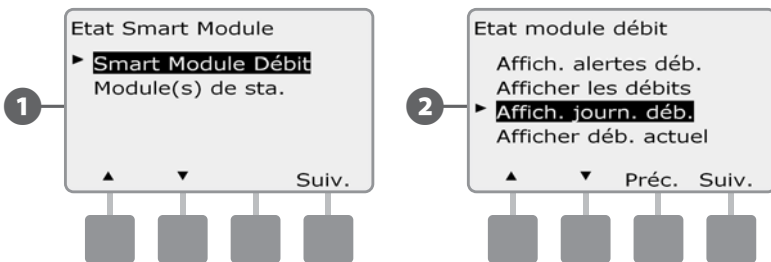 1
Etat Smart Module
► Smart Module Débit
Module(s) de sta.
▲ ▼ Suiv.
2
Etat module débit
Affich. alertes déb.
Afficher les débits
► Affich. journ. déb.
Afficher déb. actuel
▲ ▼ Préc. Suiv.